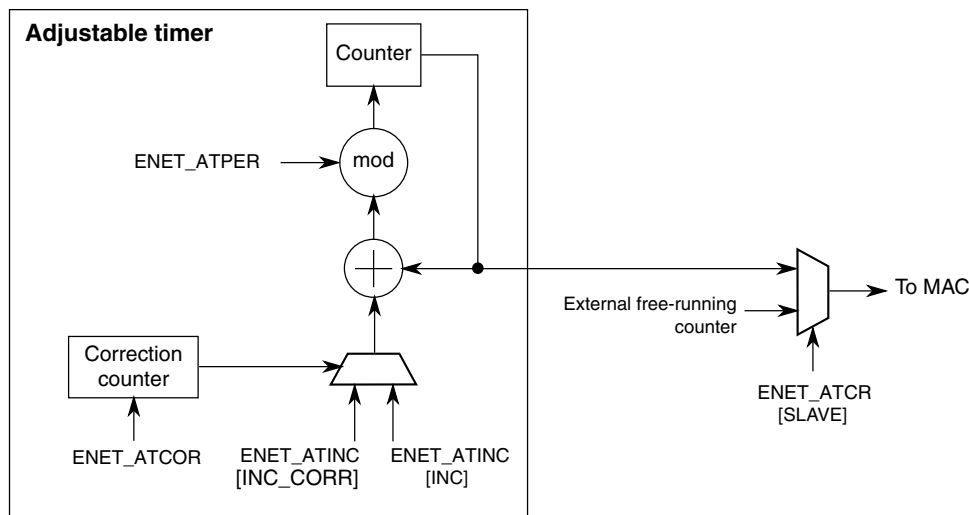 Adjustable timer
Counter
ENET_ATPER
mod
External free-running
counter
To MAC
Correction
counter
ENET_ATCR
[SLAVE]
ENET_ATCOR
ENET_ATINC
[INC_CORR]
ENET_ATINC
[INC]